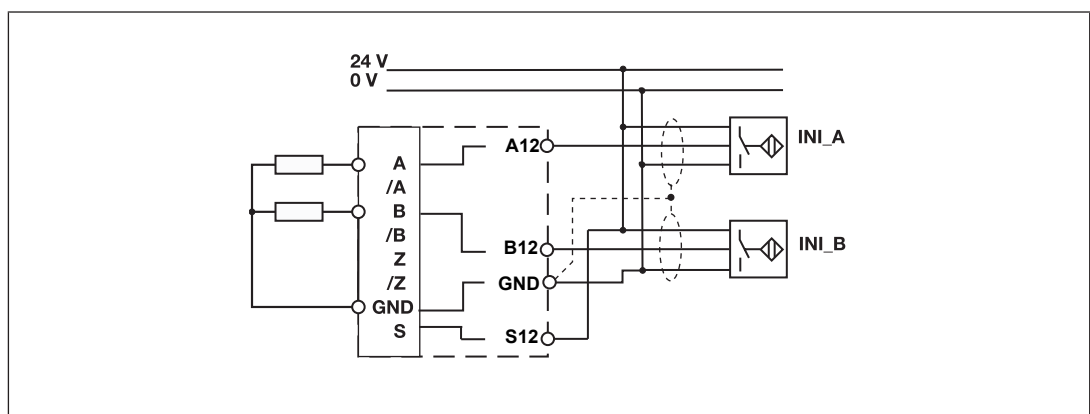 24 V
0 V
A
/A
B
/B
Z
/Z
GND
S
A12
B12
GND
S12
INI_A
INI_B